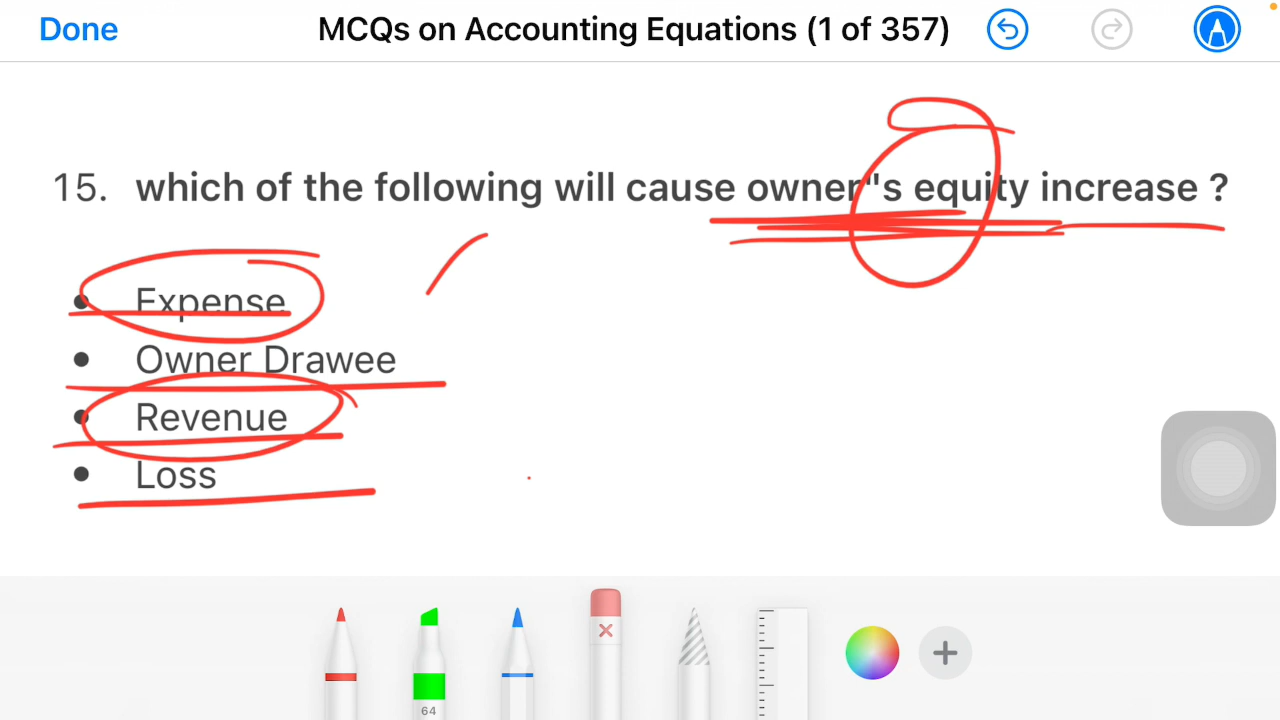 Done MCQs on Accounting Equations (1 of 357)
15. which of the following will cause owner"s equity increase ?
• Expense
• Owner Drawee
• Revenue
• Loss
64